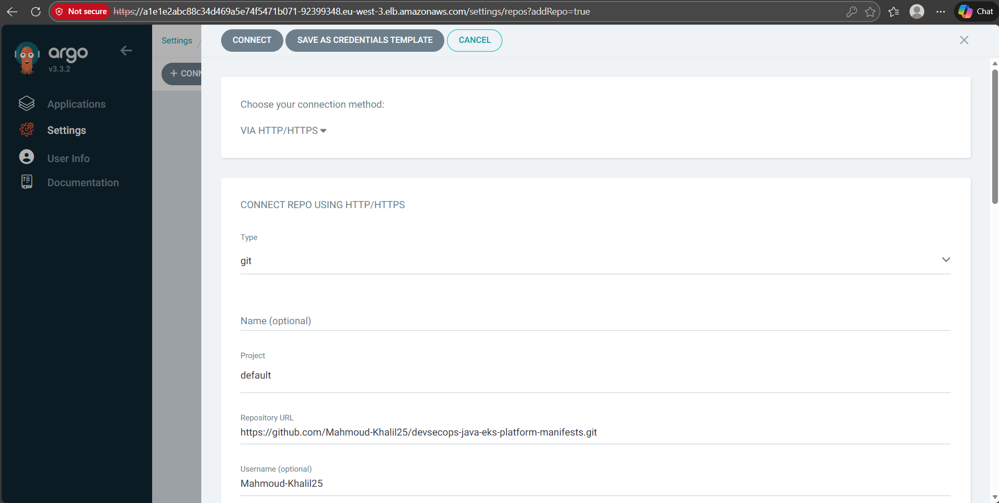 Not secure https://a1e1e2abc88c34d469a5e74f5471b071-92399348.eu-west-3.elb.amazonaws.com/settings/repos?addRepo=true Chat
argo
v3.3.2
Applications
Settings
User Info
Documentation
Settings /
+ CONN
CONNECT SAVE AS CREDENTIALS TEMPLATE CANCEL
Choose your connection method:
VIA HTTP/HTTPS
CONNECT REPO USING HTTP/HTTPS
Type
git
Name (optional)
Project
default
Repository URL
https://github.com/Mahmoud-Khalil25/devsecops-java-eks-platform-manifests.git
Username (optional)
Mahmoud-Khalil25